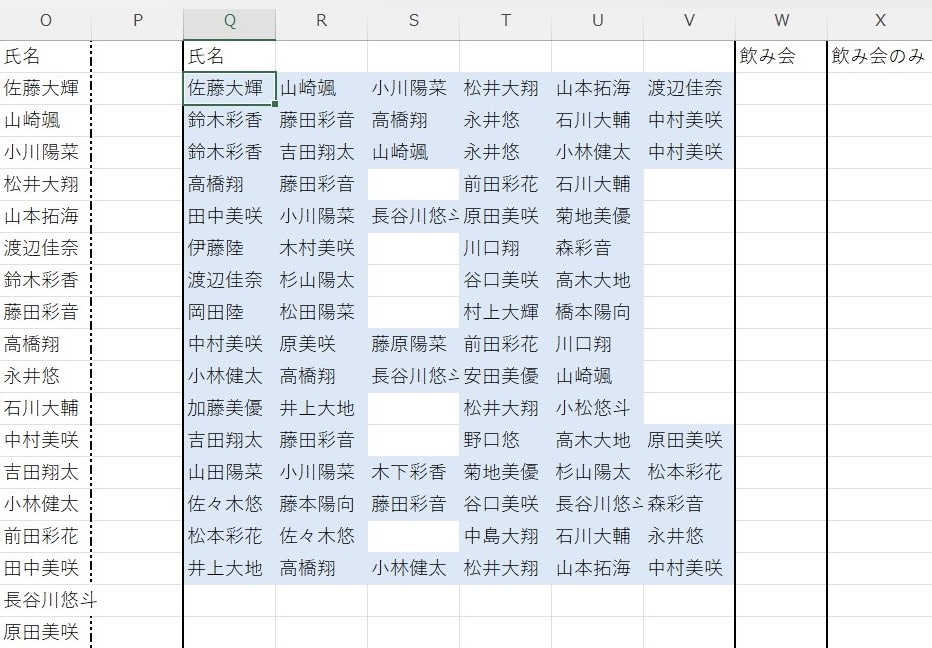 O P Q R S T U V W X
氏名 氏名 飲み会 飲み会のみ
佐藤大輝 佐藤大輝 山崎颯 小川陽菜 松井大翔 山本拓海 渡辺佳奈
山崎颯 鈴木彩香 藤田彩音 高橋翔 永井悠 石川大輔 中村美咲
小川陽菜 鈴木彩香 吉田翔太 山崎颯 永井悠 小林健太 中村美咲
松井大翔 高橋翔 藤田彩音 前田彩花 石川大輔
山本拓海 田中美咲 小川陽菜 長谷川悠斗 原田美咲 菊地美優
渡辺佳奈 伊藤陸 木村美咲 川口翔 森彩音
鈴木彩香 渡辺佳奈 杉山陽太 谷口美咲 高木大地
藤田彩音 岡田陸 松田陽菜 村上大輝 橋本陽向
高橋翔 中村美咲 原美咲 藤原陽菜 前田彩花 川口翔
永井悠 小林健太 高橋翔 長谷川悠斗 安田美優 山崎颯
石川大輔 加藤美優 井上大地 松井大翔 小松悠斗
中村美咲 吉田翔太 藤田彩音 野口悠 高木大地 原田美咲
吉田翔太 山田陽菜 小川陽菜 木下彩香 菊地美優 杉山陽太 松本彩花
小林健太 佐々木悠 藤本陽向 藤田彩音 谷口美咲 長谷川悠斗 森彩音
前田彩花 松本彩花 佐々木悠 中島大翔 石川大輔 永井悠
田中美咲 井上大地 高橋翔 小林健太 松井大翔 山本拓海 中村美咲
長谷川悠斗
原田美咲